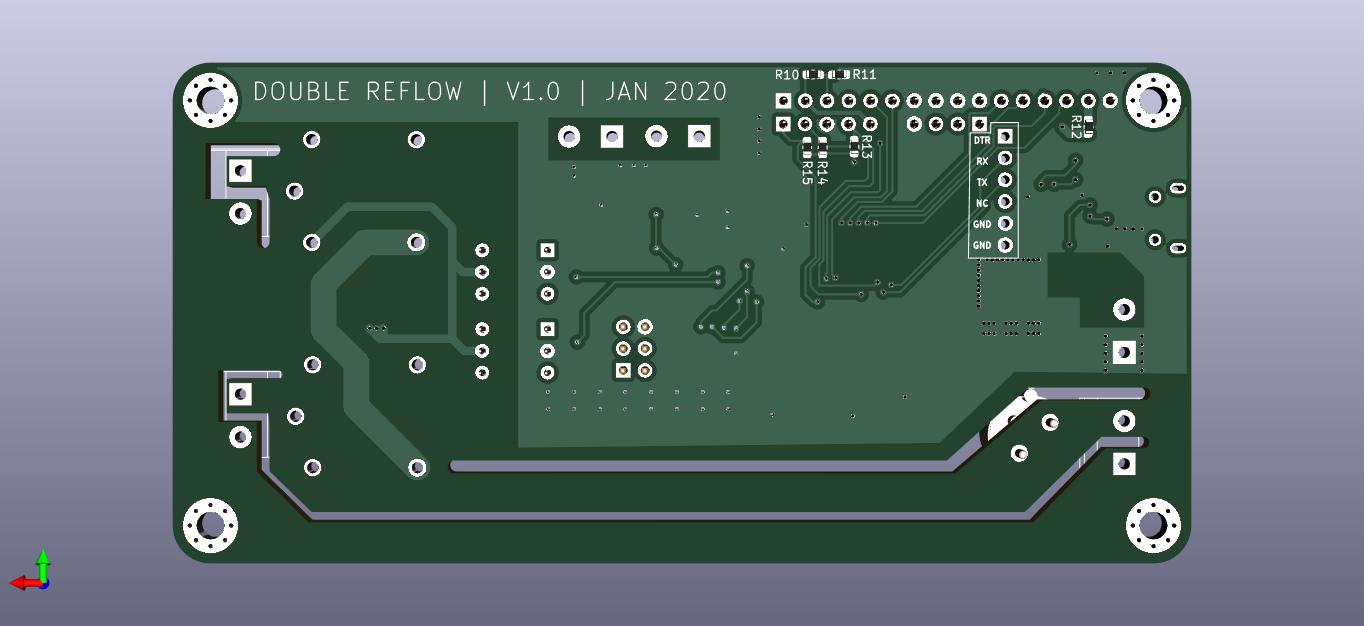 DOUBLE REFLOW | V1.0 | JAN 2020
R10
R11
R12
R13
R15
R14
DTR
RX
TX
NC
GND
GND